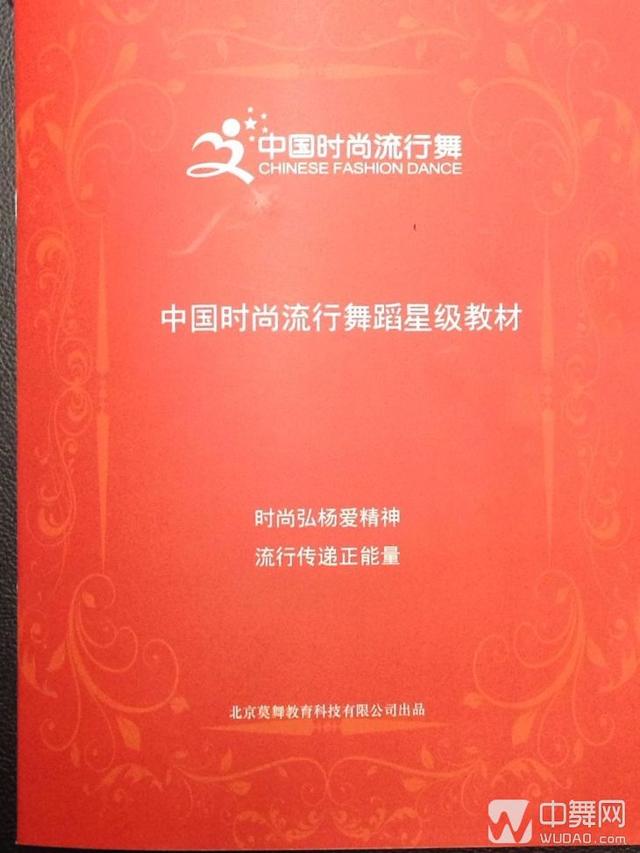 中国时尚流行舞
CHINESE FASHION DANCE
中国时尚流行舞蹈星级教材
时尚弘杨爱精神
流行传递正能量
北京莫舞教育科技有限公司出品
中舞网
WUDAO.COM